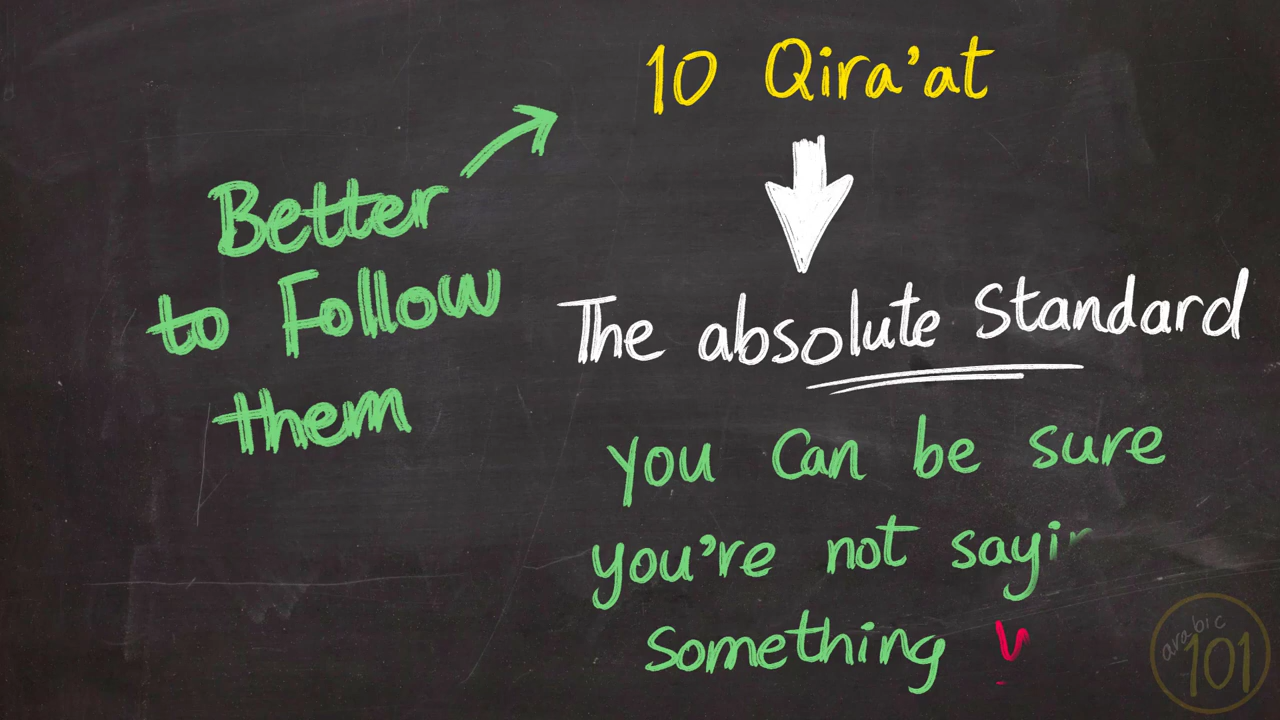 10 Qira'at
Better
to Follow
them
The absolute Standard
you can be sure
you're not sayin
something
arabic
101